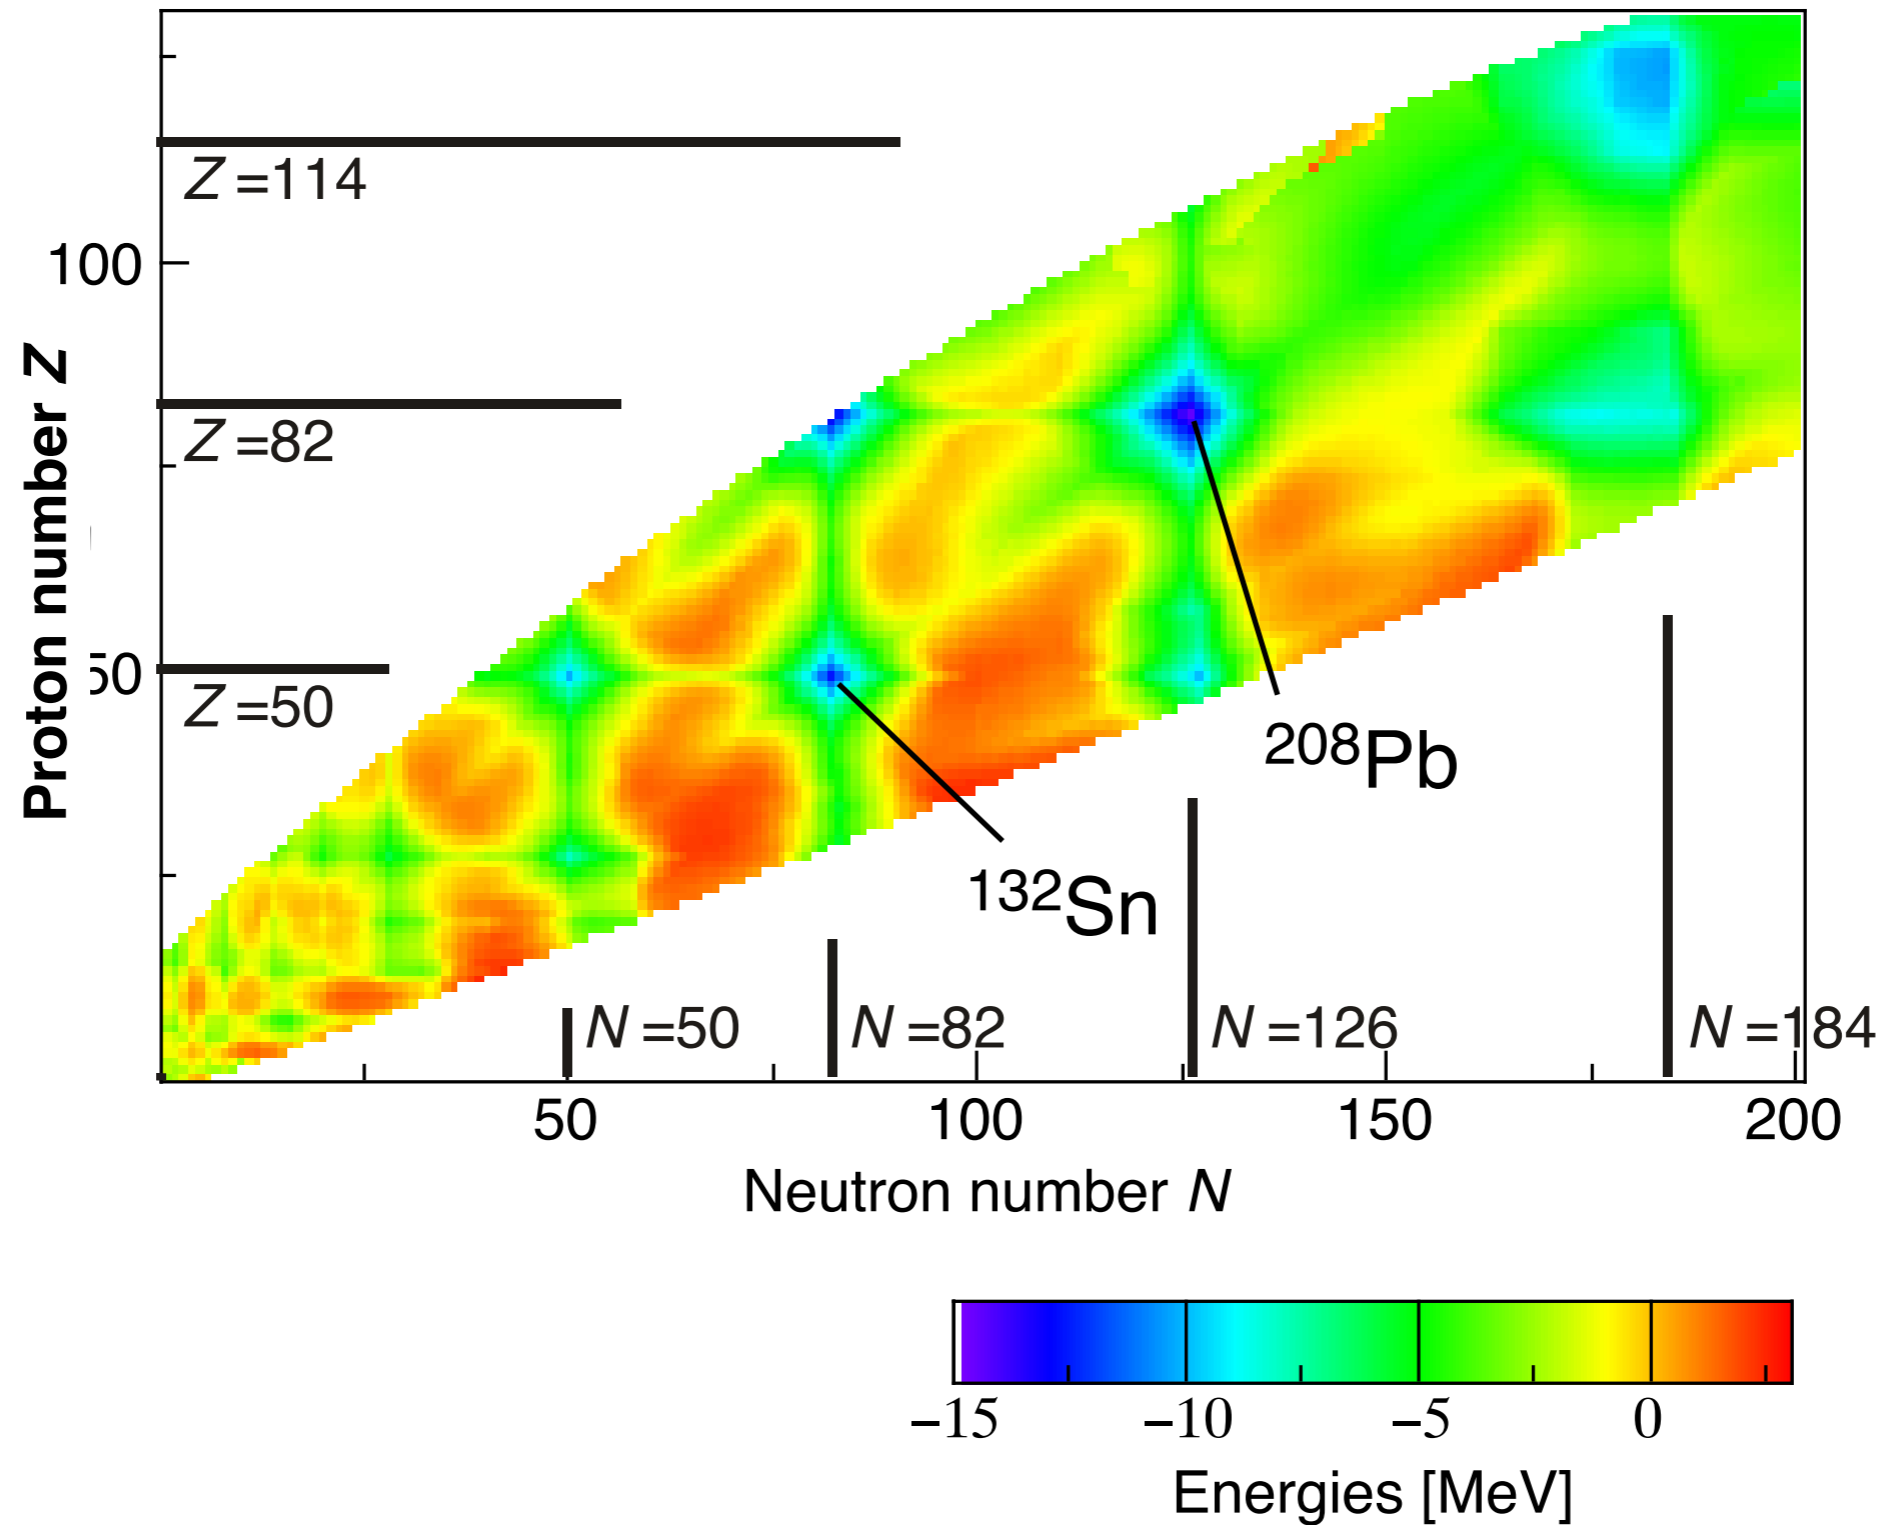 Z =114
100
Z =82
50
Z =50
Proton number Z
208Pb
132Sn
N =50
N =82
N =126
N =184
50
100
150
200
Neutron number N
−15
−10
−5
0
Energies [MeV]